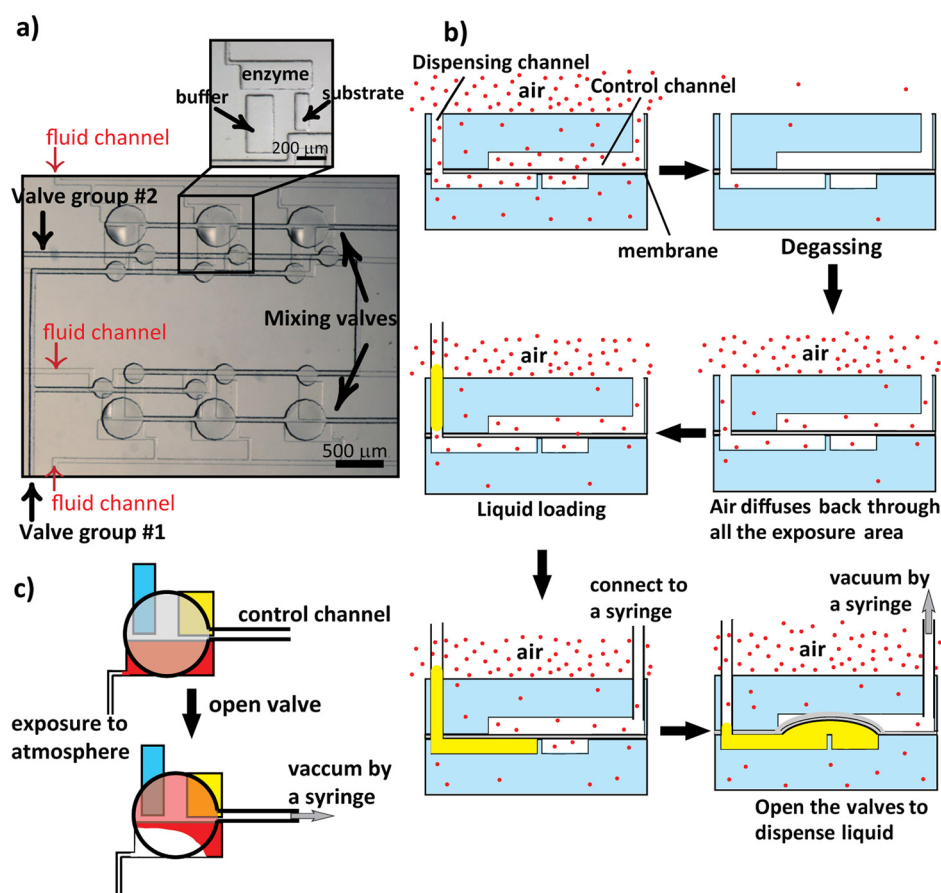 a)
enzyme
buffer
substrate
200 μm
fluid channel
Valve group #2
fluid channel
Mixing valves
500 μm
fluid channel
Valve group #1
b)
Dispensing channel
air
Control channel
membrane
Degassing
air
air
Liquid loading
Air diffuses back through
all the exposure area
connect to
a syringe
vacuum by
a syringe
air
air
Open the valves to
dispense liquid
c)
control channel
open valve
exposure to
atmosphere
vaccum by
a syringe